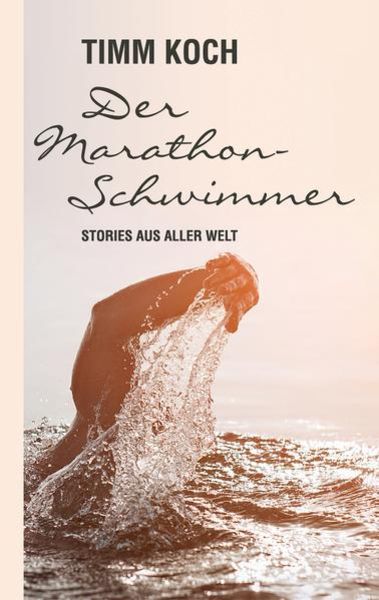 TIMM KOCH
Der
Marathon-
Schwimmer
STORIES AUS ALLER WELT